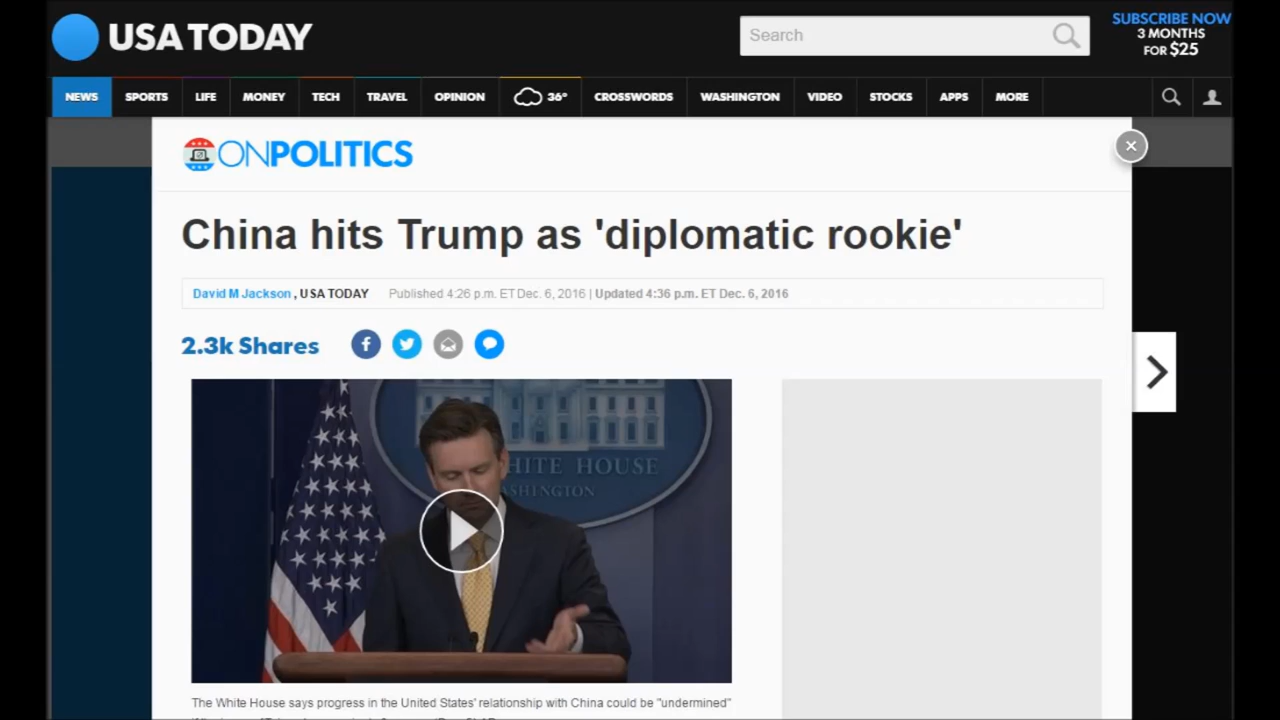 USA TODAY
Search
SUBSCRIBE NOW
3 MONTHS
FOR $25
NEWS SPORTS LIFE MONEY TECH TRAVEL OPINION 36° CROSSWORDS WASHINGTON VIDEO STOCKS APPS MORE
ONPOLITICS
China hits Trump as 'diplomatic rookie'
David M Jackson , USA TODAY Published 4:26 p.m. ET Dec. 6, 2016 | Updated 4:36 p.m. ET Dec. 6, 2016
2.3k Shares
HITE HOUSE
ASHINGTON
The White House says progress in the United States' relationship with China could be "undermined"